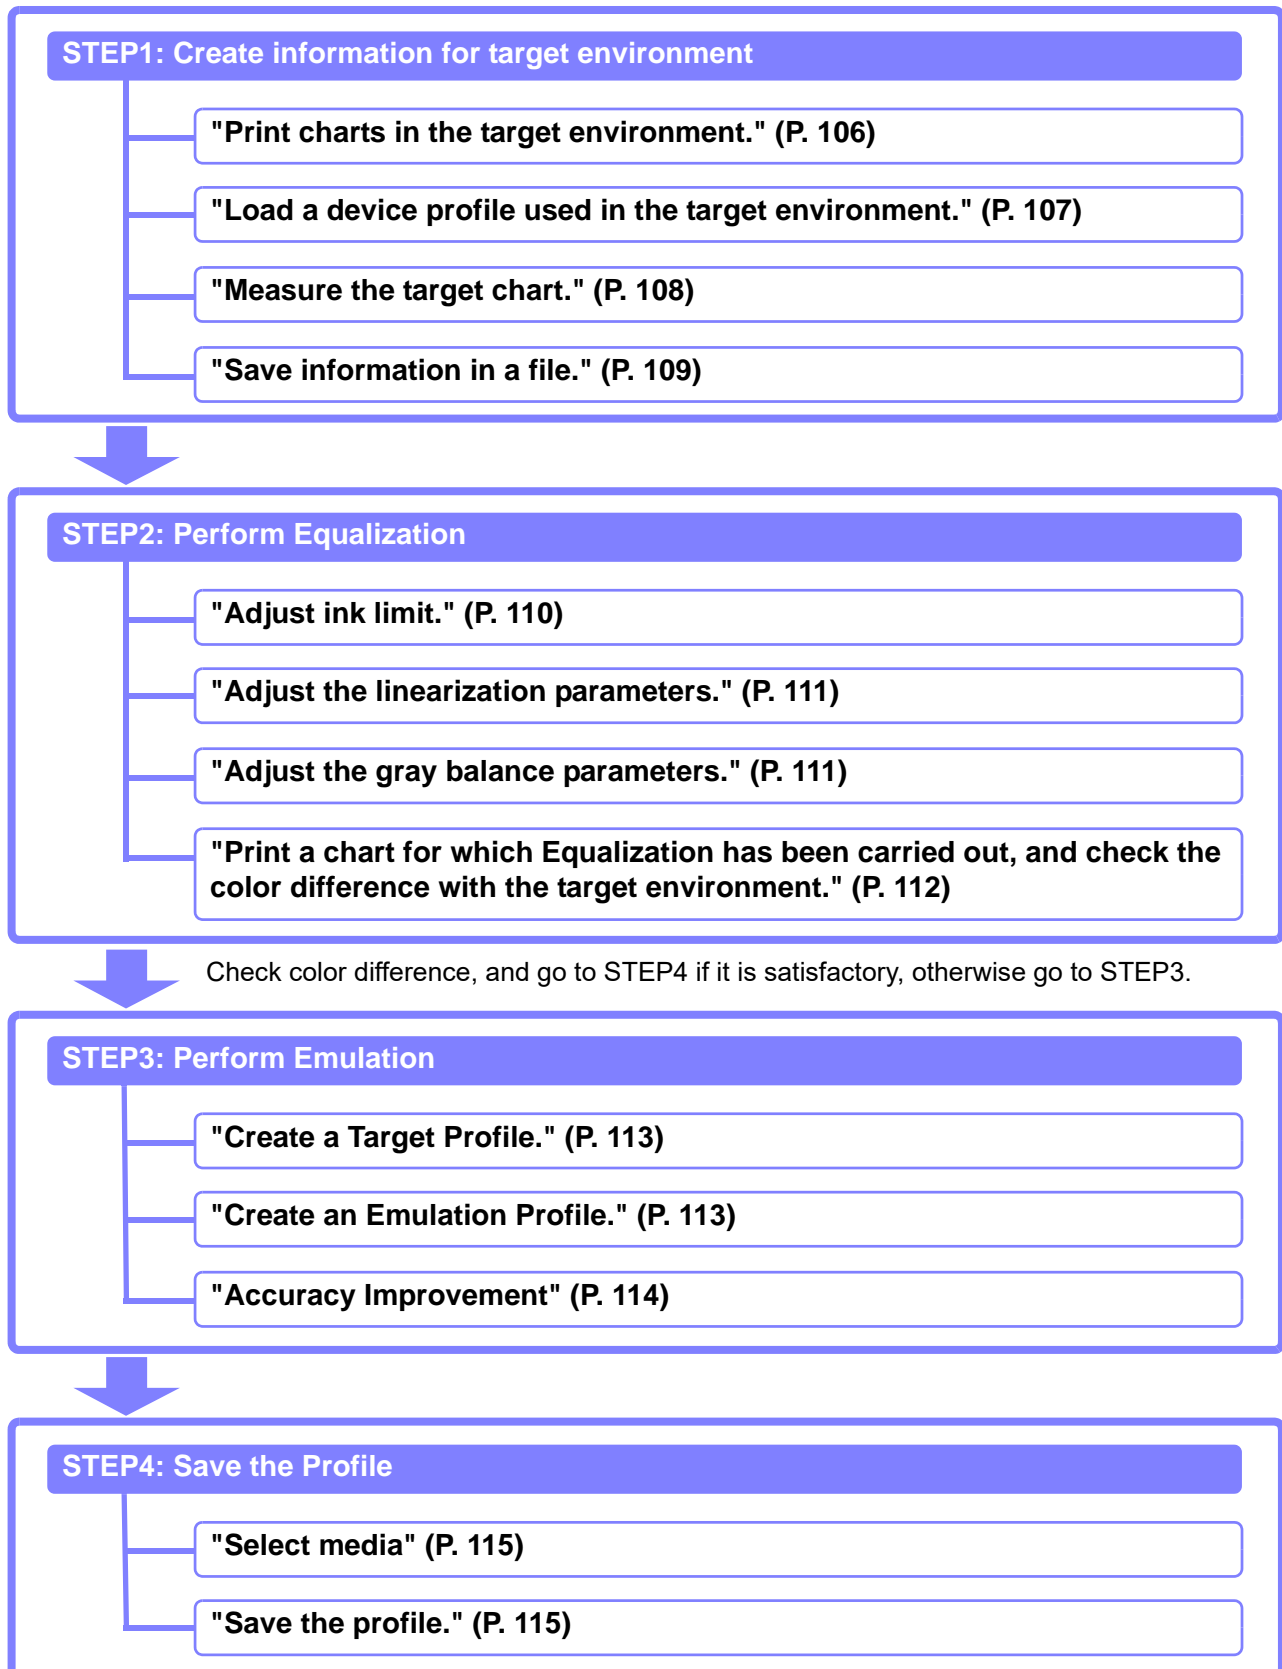 STEP1: Create information for target environment
"Print charts in the target environment." (P. 106)
"Load a device profile used in the target environment." (P. 107)
"Measure the target chart." (P. 108)
"Save information in a file." (P. 109)
STEP2: Perform Equalization
"Adjust ink limit." (P. 110)
"Adjust the linearization parameters." (P. 111)
"Adjust the gray balance parameters." (P. 111)
"Print a chart for which Equalization has been carried out, and check the
color difference with the target environment." (P. 112)
Check color difference, and go to STEP4 if it is satisfactory, otherwise go to STEP3.
STEP3: Perform Emulation
"Create a Target Profile." (P. 113)
"Create an Emulation Profile." (P. 113)
"Accuracy Improvement" (P. 114)
STEP4: Save the Profile
"Select media" (P. 115)
"Save the profile." (P. 115)